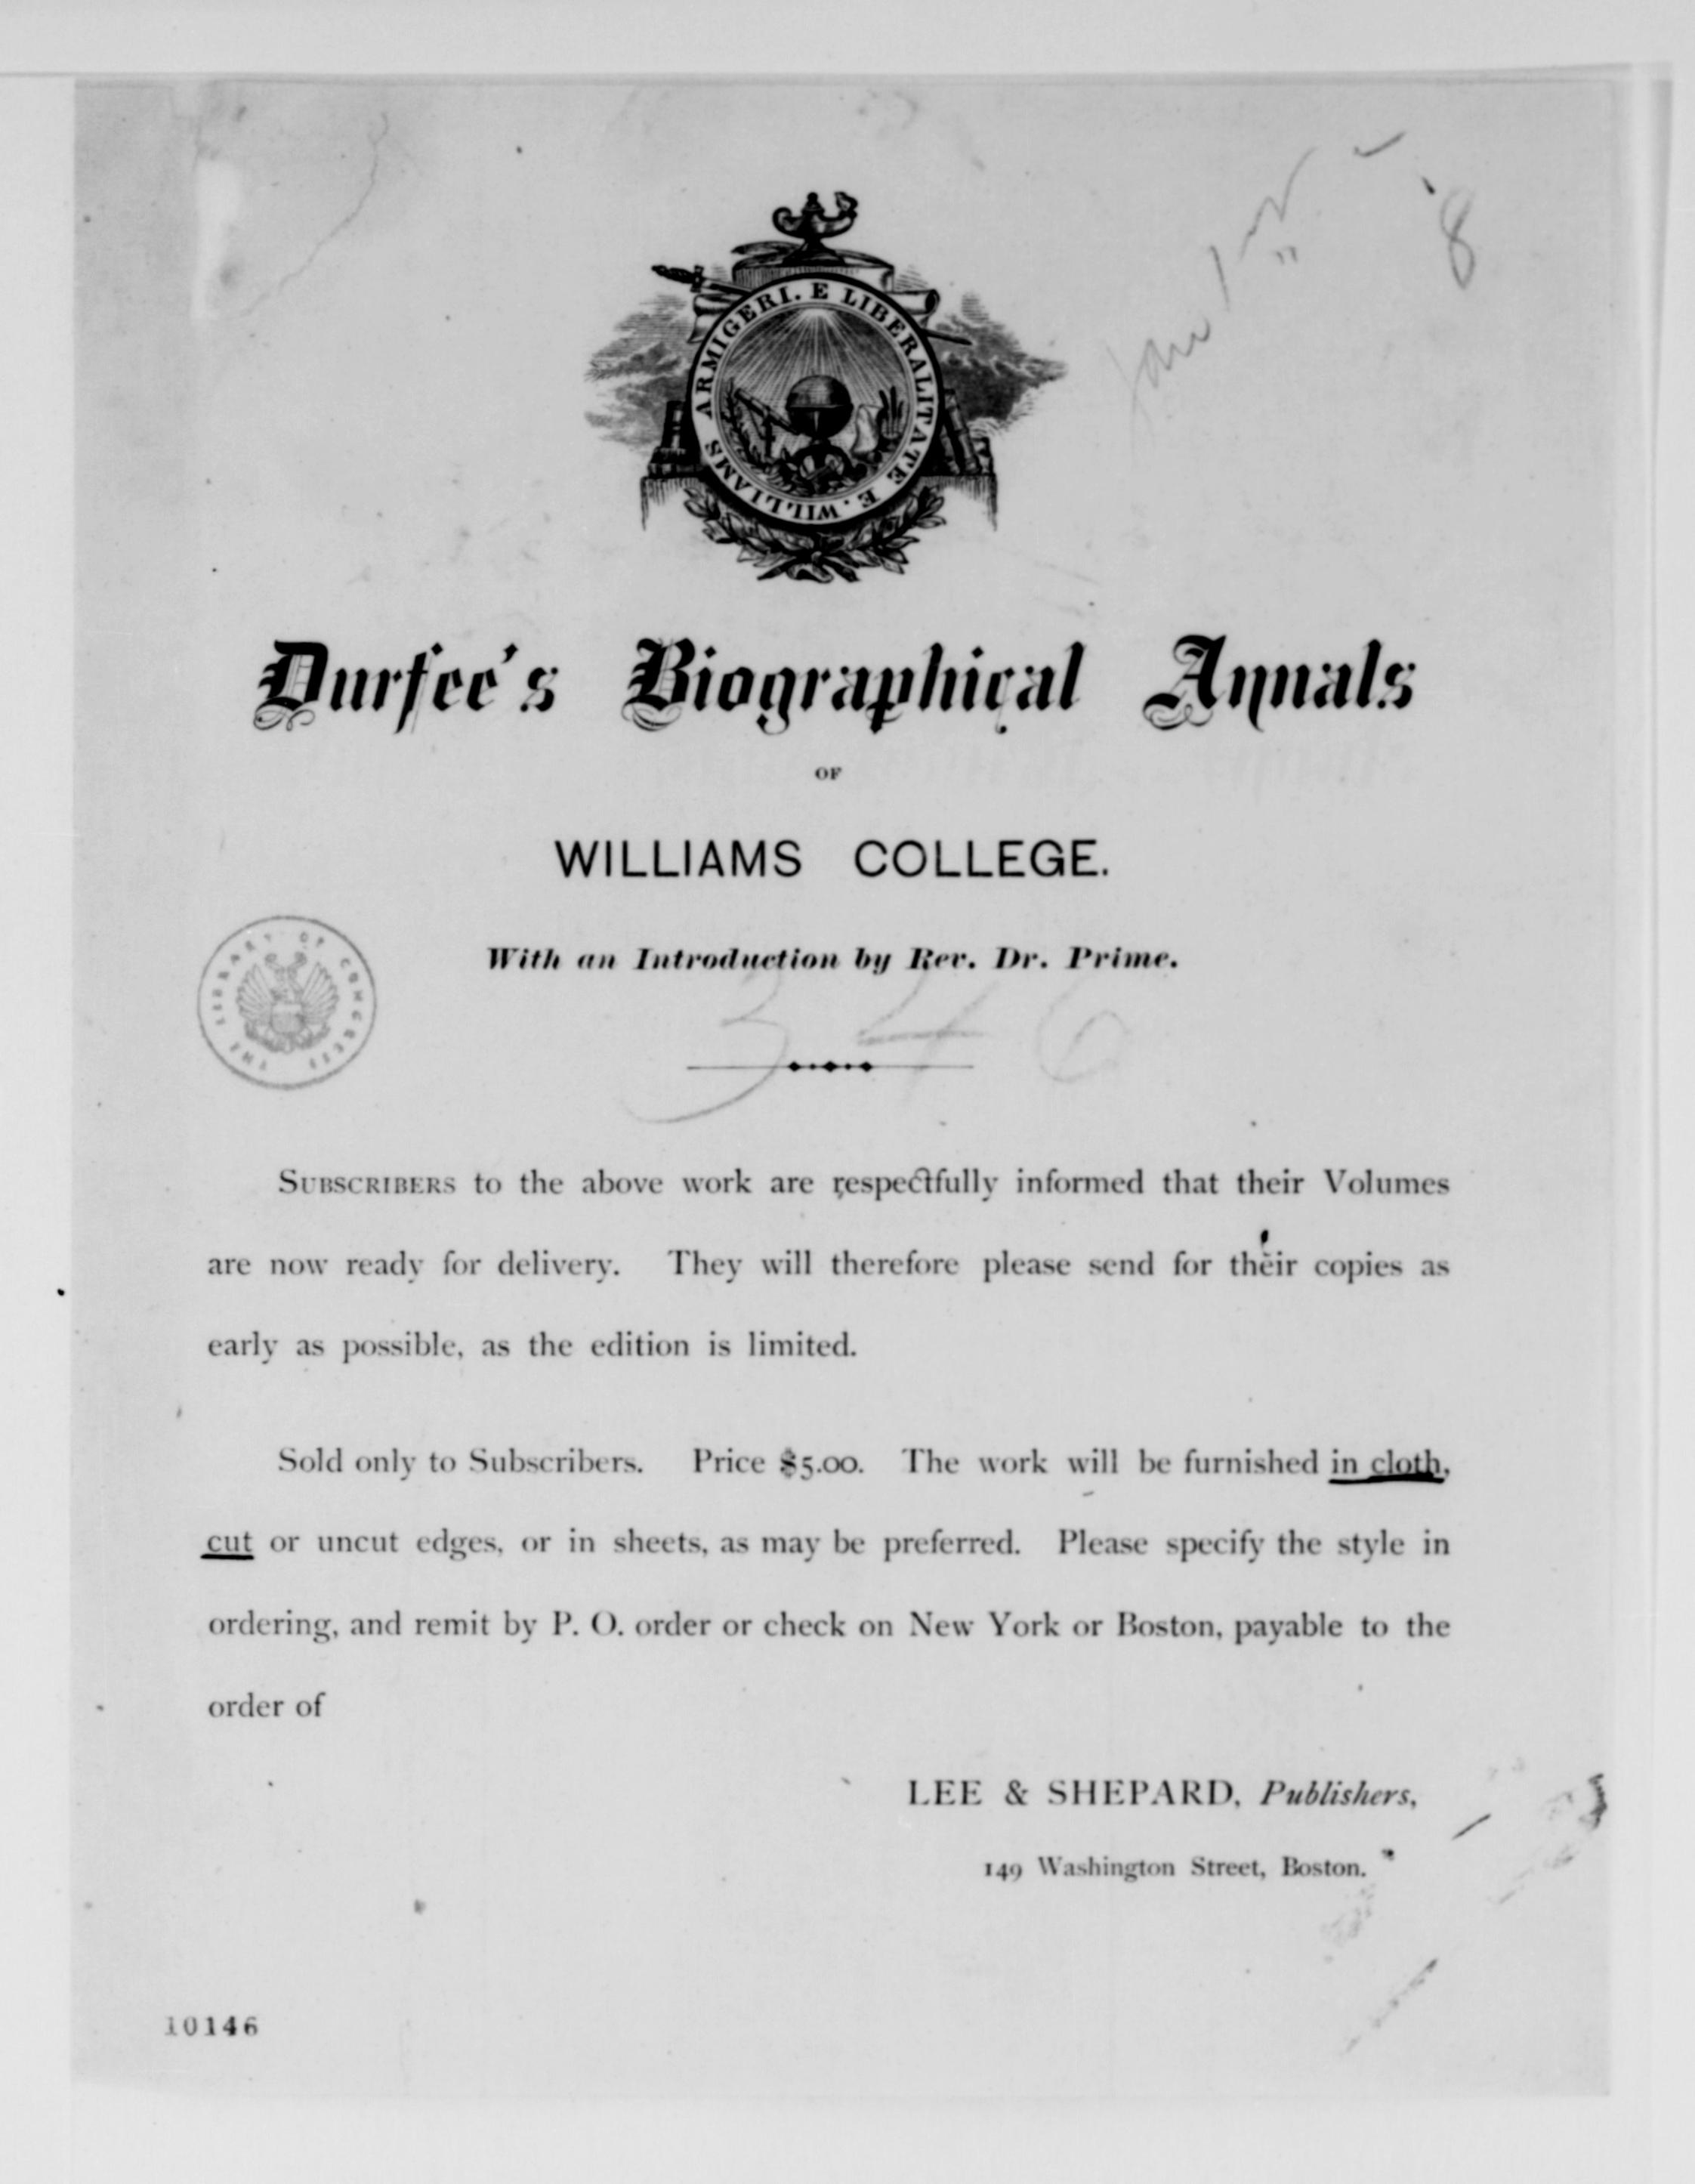 8
E LIBERALITATE E. WILLIAMS ARMIGERI.
Durfee's Biographical Annals
OF
WILLIAMS COLLEGE.
With an Introduction by Rev. Dr. Prime.
THE LIBRARY OF CONGRESS
346
SUBSCRIBERS to the above work are respectfully informed that their Volumes
are now ready for delivery. They will therefore please send for their copies as
early as possible, as the edition is limited.
Sold only to Subscribers. Price $5.00. The work will be furnished in cloth,
cut or uncut edges, or in sheets, as may be preferred. Please specify the style in
ordering, and remit by P. O. order or check on New York or Boston, payable to the
order of
LEE & SHEPARD, Publishers,
149 Washington Street, Boston.
10146